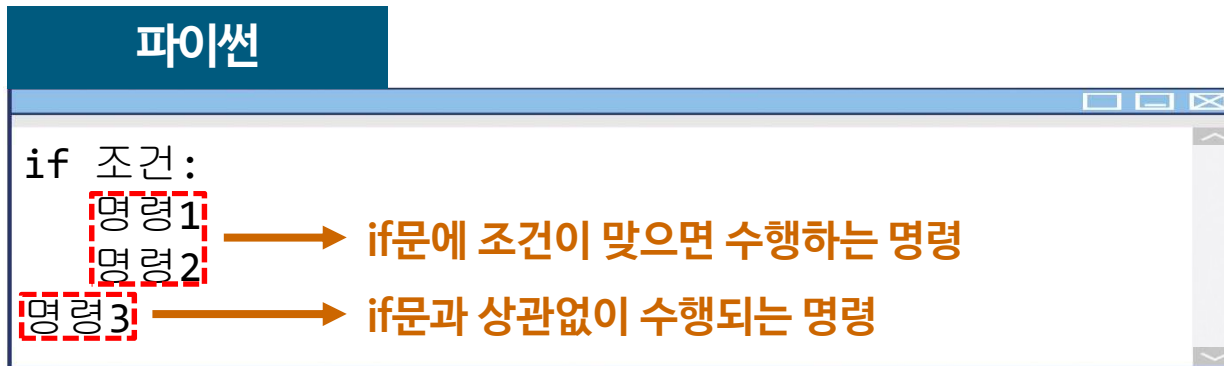 파이썬
if 조건:
명령1
명령2
if문에 조건이 맞으면 수행하는 명령
명령3
if문과 상관없이 수행되는 명령